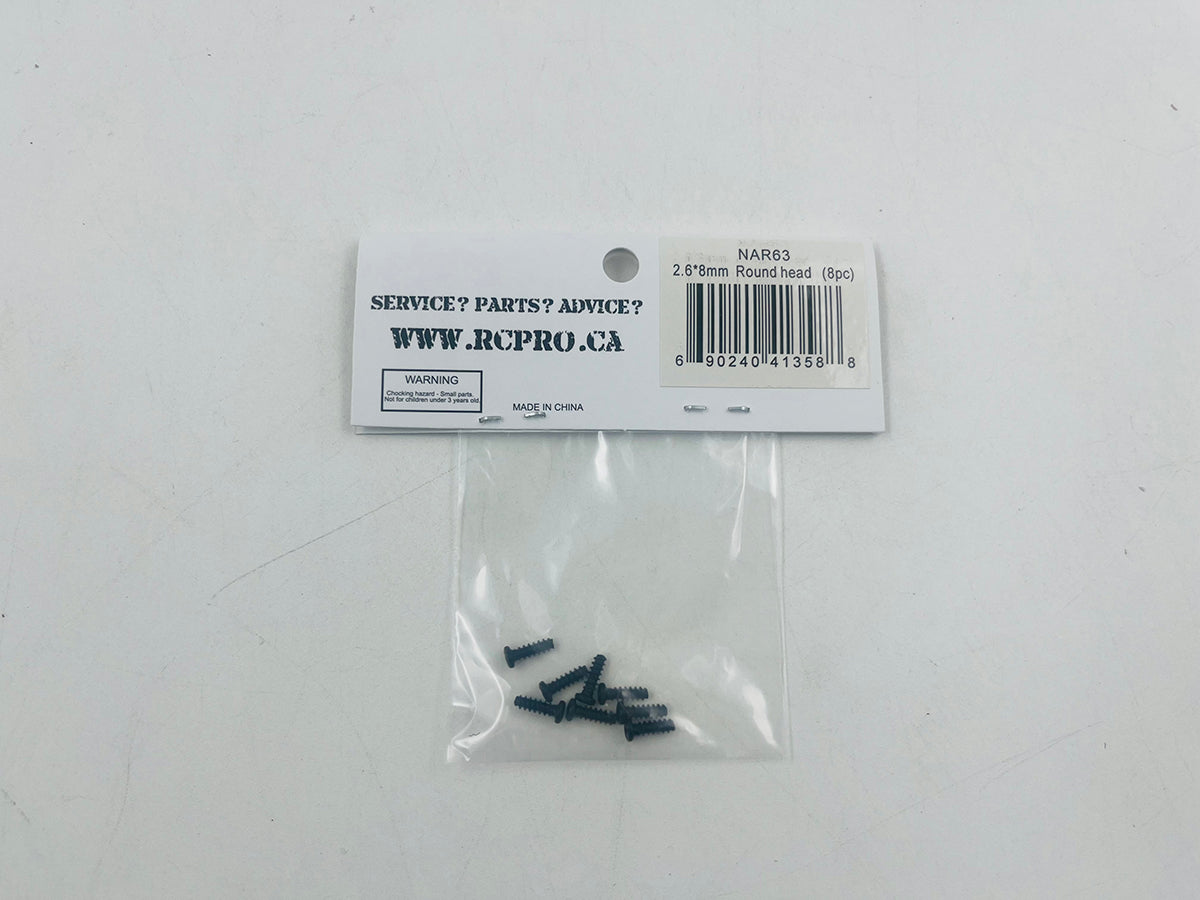 SERVICE? PARTS? ADVICE?
WWW.RCPRO.CA
WARNING
Chocking hazard - Small parts.
Not for children under 3 years old.
MADE IN CHINA
NAR63
2.6*8mm Round head (8pc)
6 90240 41358 8